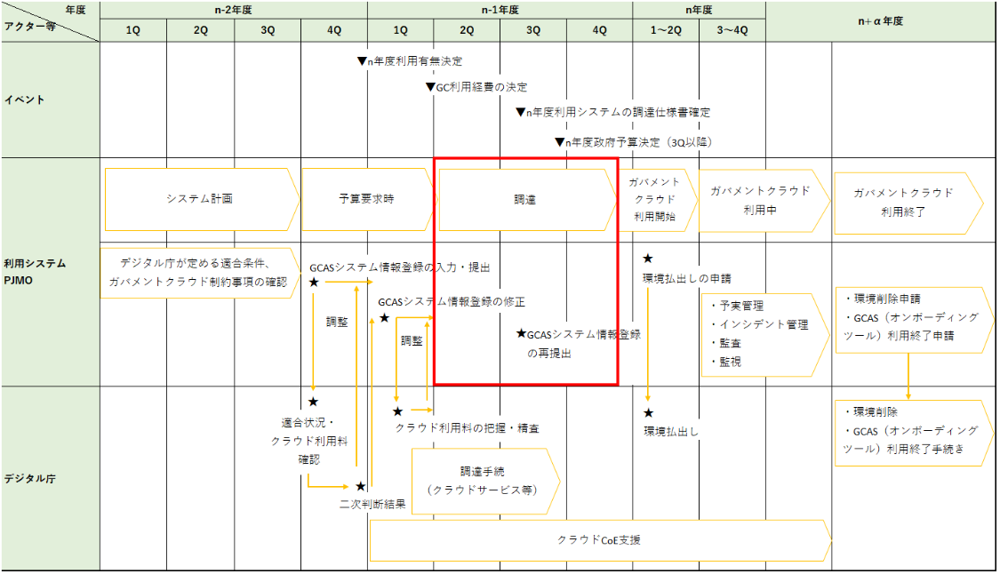 年度
アクター等
n-2年度
n-1年度
n年度
n+α年度
1Q
2Q
3Q
4Q
1Q
2Q
3Q
4Q
1～2Q
3～4Q
イベント
▼n年度利用有無決定
▼GC利用経費の決定
▼n年度利用システムの調達仕様書確定
▼n年度政府予算決定（3Q以降）
利用システム
PJMO
システム計画
予算要求時
調達
ガバメント
クラウド
利用開始
ガバメントクラウド
利用中
ガバメントクラウド
利用終了
デジタル庁が定める適合条件、
ガバメントクラウド制約事項の確認
GCASシステム情報登録の入力・提出
★
調整
GCASシステム情報登録の修正
★
調整
★GCASシステム情報登録
の再提出
★
環境払出しの申請
・予実管理
・インシデント管理
・監査
・監視
・環境削除申請
・GCAS（オンボーディング
ツール）利用終了申請
デジタル庁
★
適合状況・
クラウド利用料
確認
★
二次判断結果
★
クラウド利用料の把握・精査
調達手続
（クラウドサービス等）
★
環境払出し
・環境削除
・GCAS（オンボーディング
ツール）利用終了手続き
クラウドCoE支援